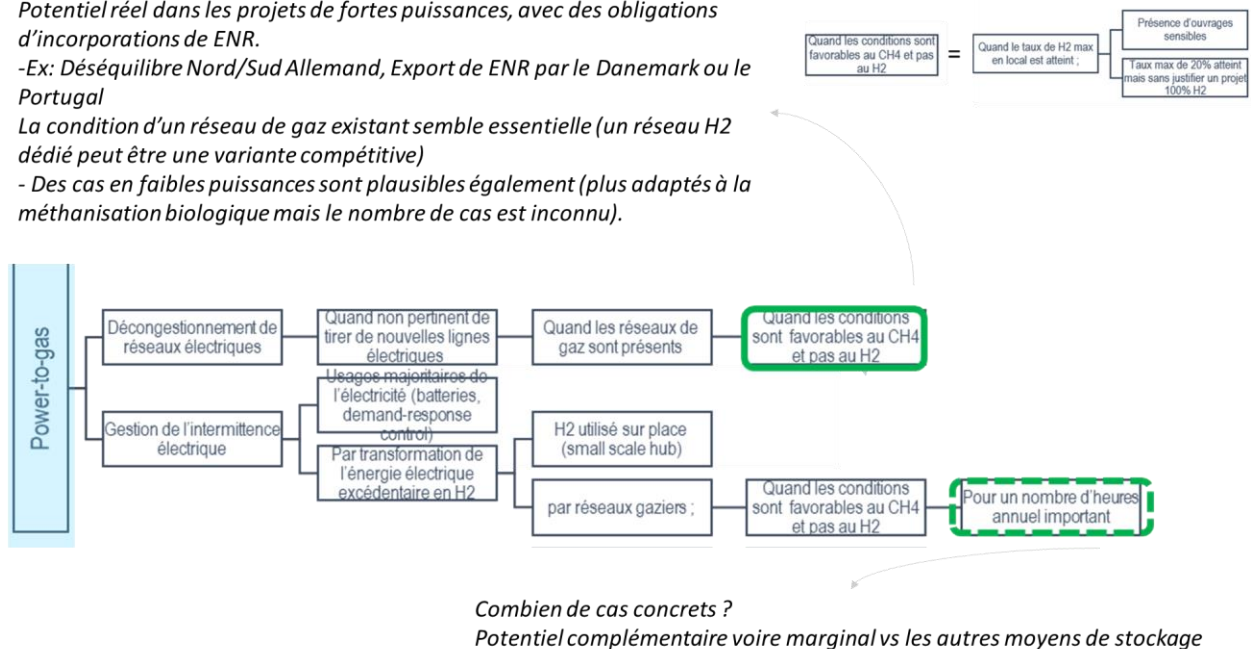 Potentiel réel dans les projets de fortes puissances, avec des obligations
d'incorporations de ENR.
-Ex: Déséquilibre Nord/Sud Allemand, Export de ENR par le Danemark ou le
Portugal
La condition d'un réseau de gaz existant semble essentielle (un réseau H2
dédié peut être une variante compétitive)
- Des cas en faibles puissances sont plausibles également (plus adaptés à la
méthanisation biologique mais le nombre de cas est inconnu).
Quand les conditions sont
favorables au CH4 et pas
au H2
=
Quand le taux de H2 max
en local est atteint ;
Présence d'ouvrages
sensibles
Taux max de 20% atteint
mais sans justifier un projet
100% H2
Power-to-gas
Décongestionnement de
réseaux électriques
Quand non pertinent de
tirer de nouvelles lignes
électriques
Quand les réseaux de
gaz sont présents
Quand les conditions
sont favorables au CH4
et pas au H2
Gestion de l'intermittence
électrique
Usages majoritaires de
l'électricité (batteries,
demand-response
control)
Par transformation de
l'énergie électrique
excédentaire en H2
H2 utilisé sur place
(small scale hub)
par réseaux gaziers ;
Quand les conditions
sont favorables au CH4
et pas au H2
Pour un nombre d'heures
annuel important
Combien de cas concrets ?
Potentiel complémentaire voire marginal vs les autres moyens de stockage